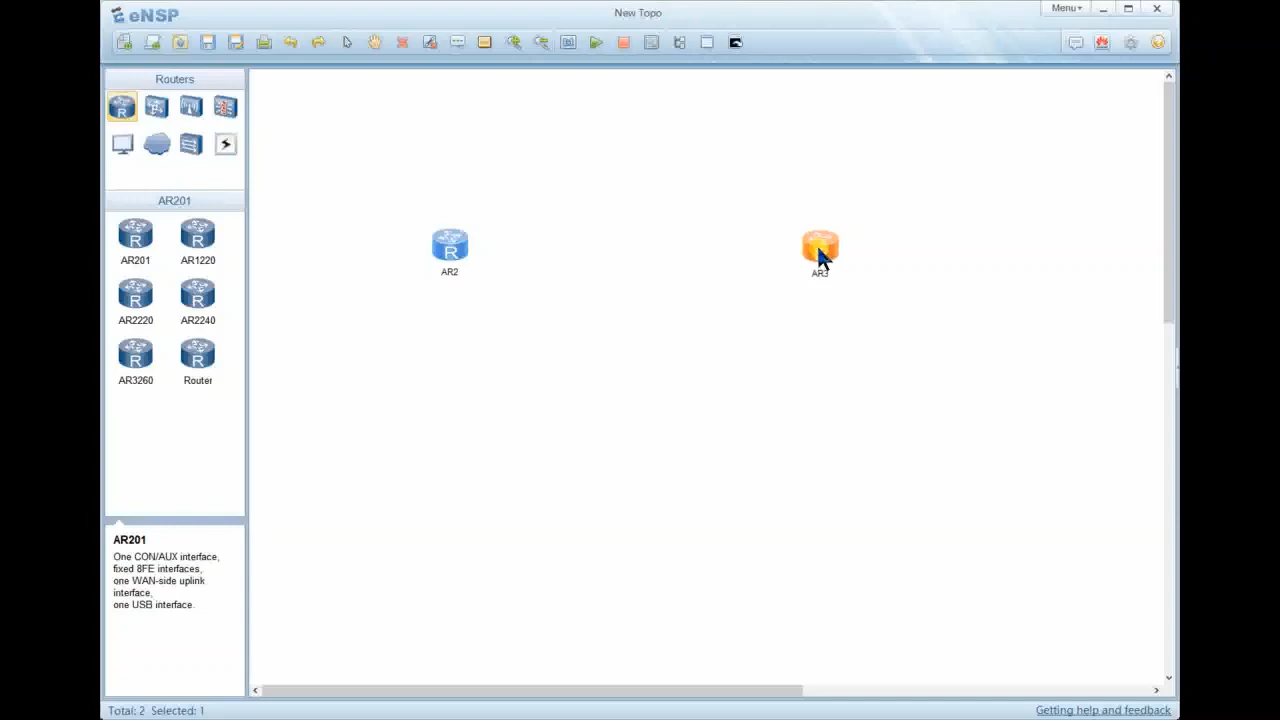 eNSP
New Topo
Menu
Routers
R
AR201
R
R
AR201
AR1220
R
R
AR2220
AR2240
R
R
AR3260
Router
R
AR2
AR3
AR201
One CON/AUX interface,
fixed 8FE interfaces,
one WAN-side uplink
interface,
one USB interface.
Total: 2 Selected: 1
Getting help and feedback